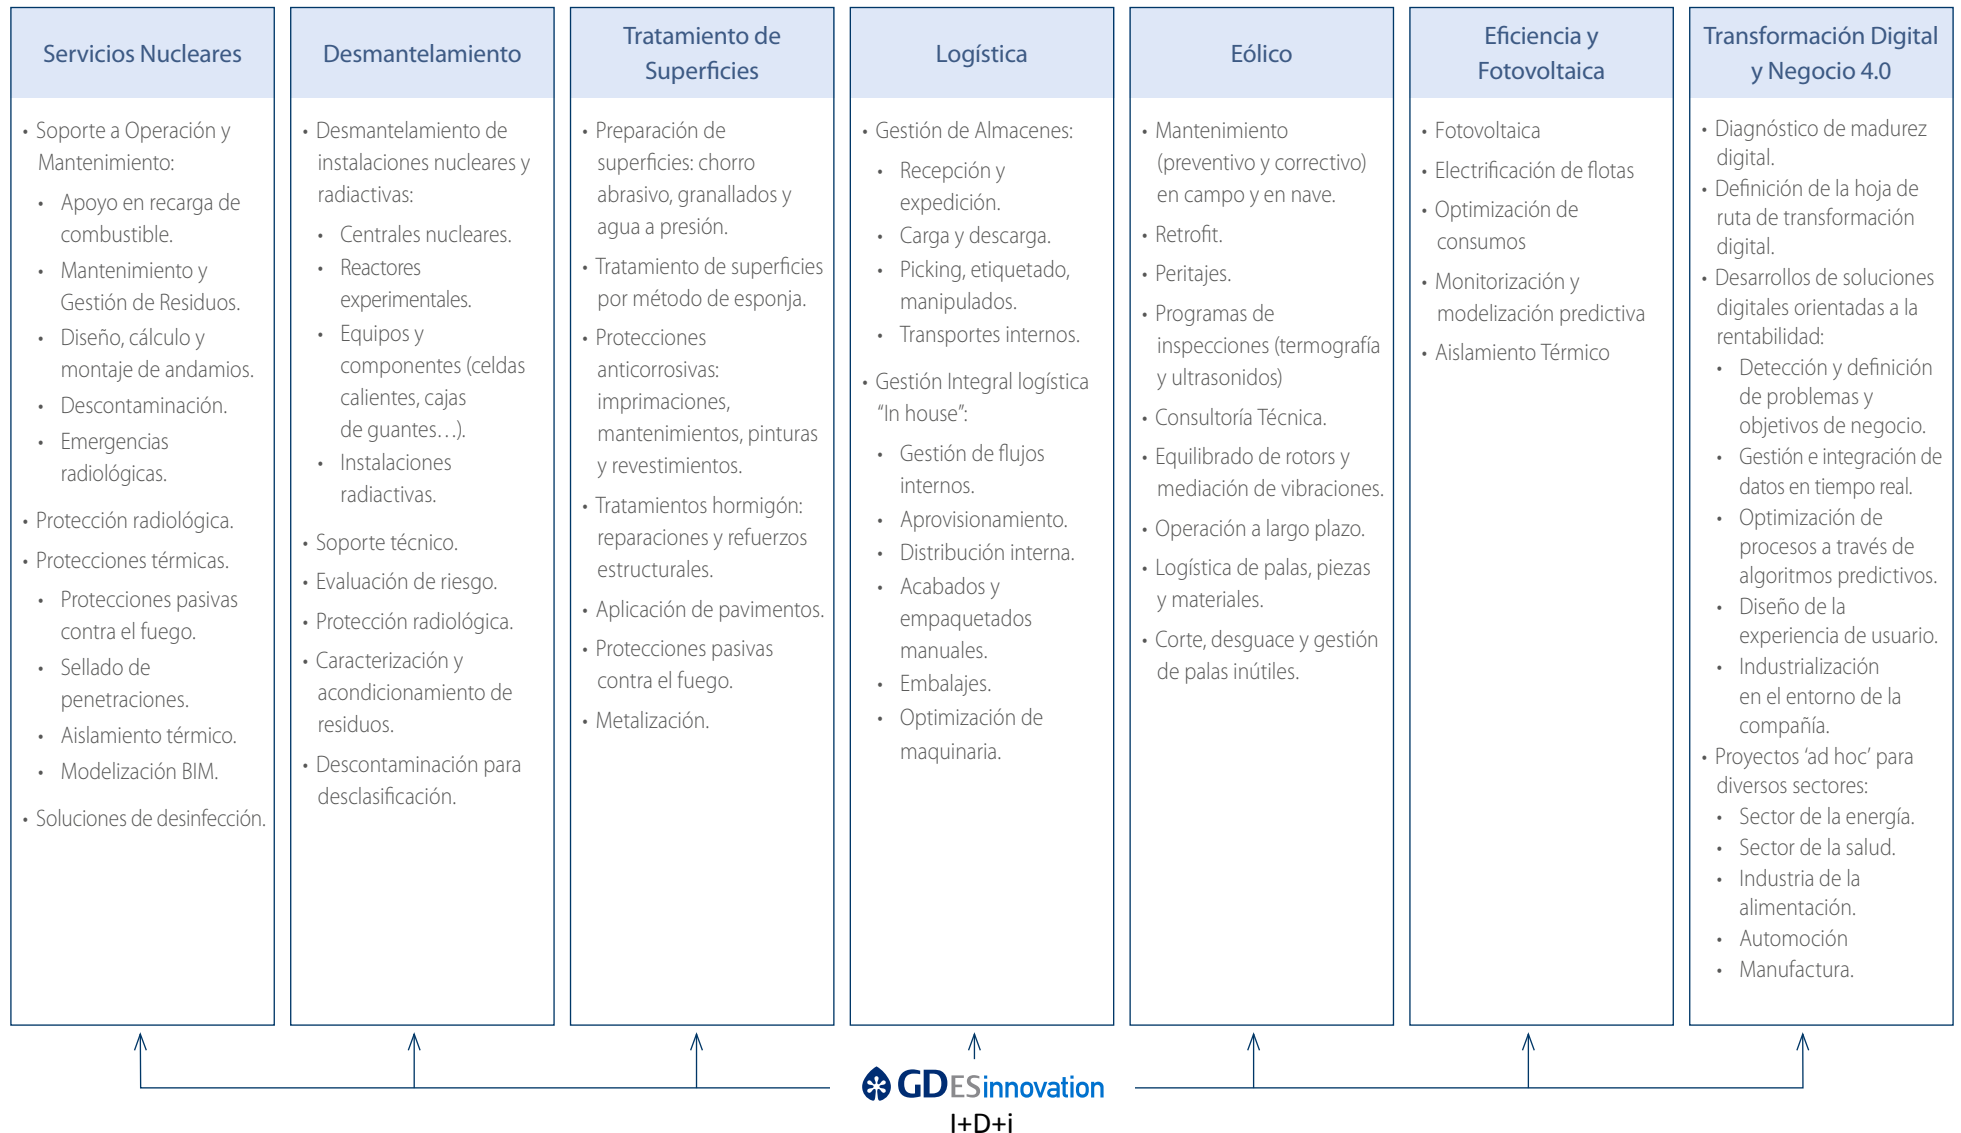 Servicios Nucleares
• Soporte a Operación y
Mantenimiento:
• Apoyo en recarga de
combustible.
• Mantenimiento y
Gestión de Residuos.
• Diseño, cálculo y
montaje de andamios.
• Descontaminación.
• Emergencias
radiológicas.
• Protección radiológica.
• Protecciones térmicas.
• Protecciones pasivas
contra el fuego.
• Sellado de
penetraciones.
• Aislamiento térmico.
• Modelización BIM.
• Soluciones de desinfección.
Desmantelamiento
• Desmantelamiento de
instalaciones nucleares y
radiactivas:
• Centrales nucleares.
• Reactores
experimentales.
• Equipos y
componentes (celdas
calientes, cajas
de guantes…).
• Instalaciones
radiactivas.
• Soporte técnico.
• Evaluación de riesgo.
• Protección radiológica.
• Caracterización y
acondicionamiento de
residuos.
• Descontaminación para
desclasificación.
Tratamiento de
Superficies
• Preparación de
superficies: chorro
abrasivo, granallados y
agua a presión.
• Tratamiento de superficies
por método de esponja.
• Protecciones
anticorrosivas:
imprimaciones,
mantenimientos, pinturas
y revestimientos.
• Tratamientos hormigón:
reparaciones y refuerzos
estructurales.
• Aplicación de pavimentos.
• Protecciones pasivas
contra el fuego.
• Metalización.
Logística
• Gestión de Almacenes:
• Recepción y
expedición.
• Carga y descarga.
• Picking, etiquetado,
manipulados.
• Transportes internos.
• Gestión Integral logística
“In house”:
• Gestión de flujos
internos.
• Aprovisionamiento.
• Distribución interna.
• Acabados y
empaquetados
manuales.
• Embalajes.
• Optimización de
maquinaria.
Eólico
• Mantenimiento
(preventivo y correctivo)
en campo y en nave.
• Retrofit.
• Peritajes.
• Programas de
inspecciones (termografía
y ultrasonidos)
• Consultoría Técnica.
• Equilibrado de rotors y
mediación de vibraciones.
• Operación a largo plazo.
• Logística de palas, piezas
y materiales.
• Corte, desguace y gestión
de palas inútiles.
Eficiencia y
Fotovoltaica
• Fotovoltaica
• Electrificación de flotas
• Optimización de
consumos
• Monitorización y
modelización predictiva
• Aislamiento Térmico
Transformación Digital
y Negocio 4.0
• Diagnóstico de madurez
digital.
• Definición de la hoja de
ruta de transformación
digital.
• Desarrollos de soluciones
digitales orientadas a la
rentabilidad:
• Detección y definición
de problemas y
objetivos de negocio.
• Gestión e integración de
datos en tiempo real.
• Optimización de
procesos a través de
algoritmos predictivos.
• Diseño de la
experiencia de usuario.
• Industrialización
en el entorno de la
compañía.
• Proyectos ‘ad hoc’ para
diversos sectores:
• Sector de la energía.
• Sector de la salud.
• Industria de la
alimentación.
• Automoción
• Manufactura.
GDESinnovation
I+D+i